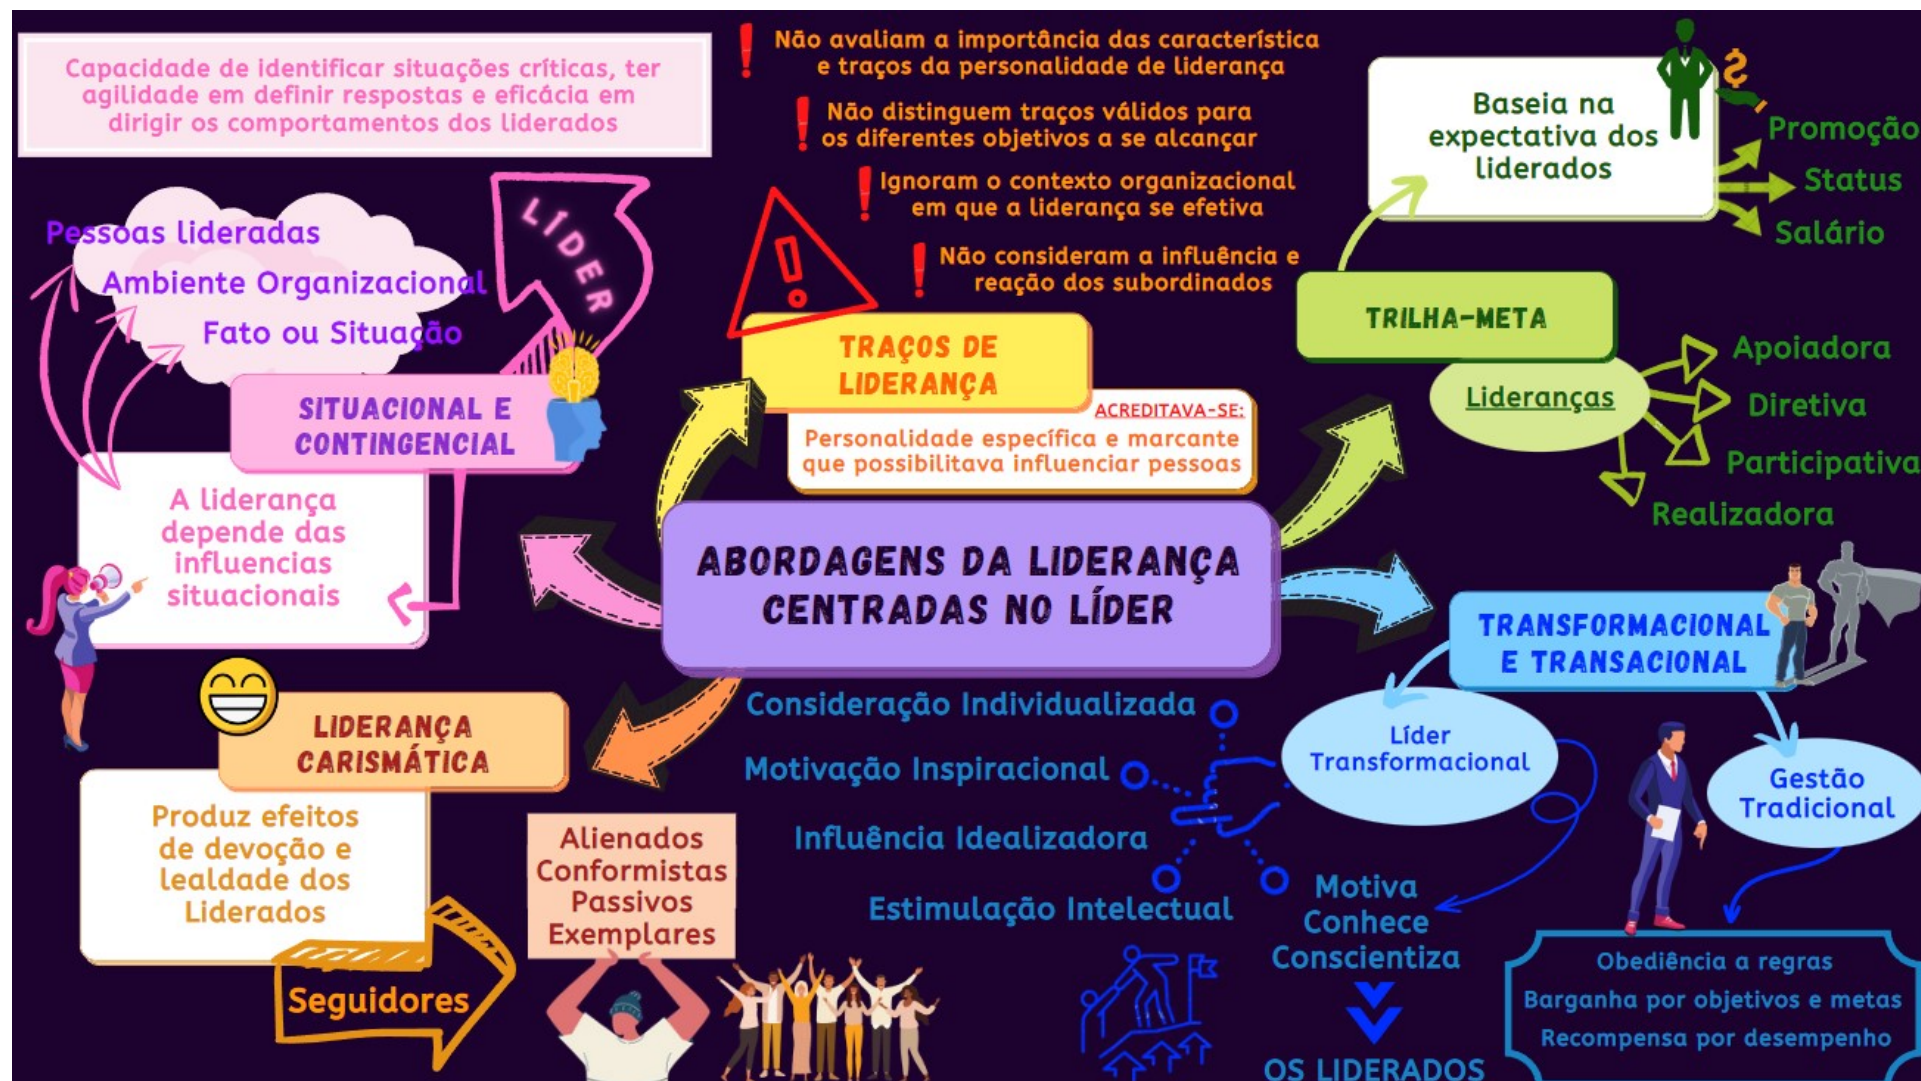 Capacidade de identificar situações críticas, ter
agilidade em definir respostas e eficácia em
dirigir os comportamentos dos liderados
LÍDER
Pessoas lideradas
Ambiente Organizacional
Fato ou Situação
SITUACIONAL E
CONTINGENCIAL
A liderança
depende das
influencias
situacionais
Não avaliam a importância das característica
e traços da personalidade de liderança
Não distinguem traços válidos para
os diferentes objetivos a se alcançar
Ignoram o contexto organizacional
em que a liderança se efetiva
Não consideram a influência e
reação dos subordinados
TRAÇOS DE
LIDERANÇA
ACREDITAVA-SE:
Personalidade específica e marcante
que possibilitava influenciar pessoas
Baseia na
expectativa dos
liderados
Promoção
Status
Salário
TRILHA-META
Lideranças
Apoiadora
Diretiva
Participativa
Realizadora
ABORDAGENS DA LIDERANÇA
CENTRADAS NO LÍDER
TRANSFORMACIONAL
E TRANSACIONAL
Líder
Transformacional
Gestão
Tradicional
Consideração Individualizada
Motivação Inspiracional
Influência Idealizadora
Estimulação Intelectual
Motiva
Conhece
Conscientiza
OS LIDERADOS
Obediência a regras
Barganha por objetivos e metas
Recompensa por desempenho
LIDERANÇA
CARISMÁTICA
Produz efeitos
de devoção e
lealdade dos
Liderados
Seguidores
Alienados
Conformistas
Passivos
Exemplares